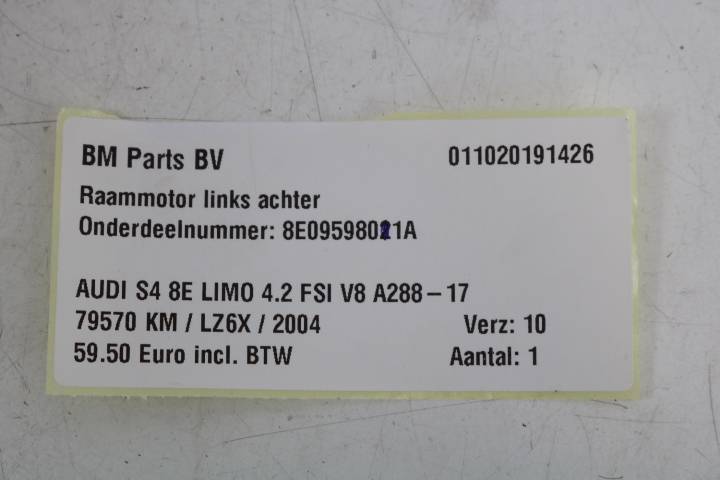 BM Parts BV 011020191426
Raammotor links achter
Onderdeelnummer: 8E09598021A
AUDI S4 8E LIMO 4.2 FSI V8 A288-17
79570 KM / LZ6X / 2004 Verz: 10
59.50 Euro incl. BTW Aantal: 1